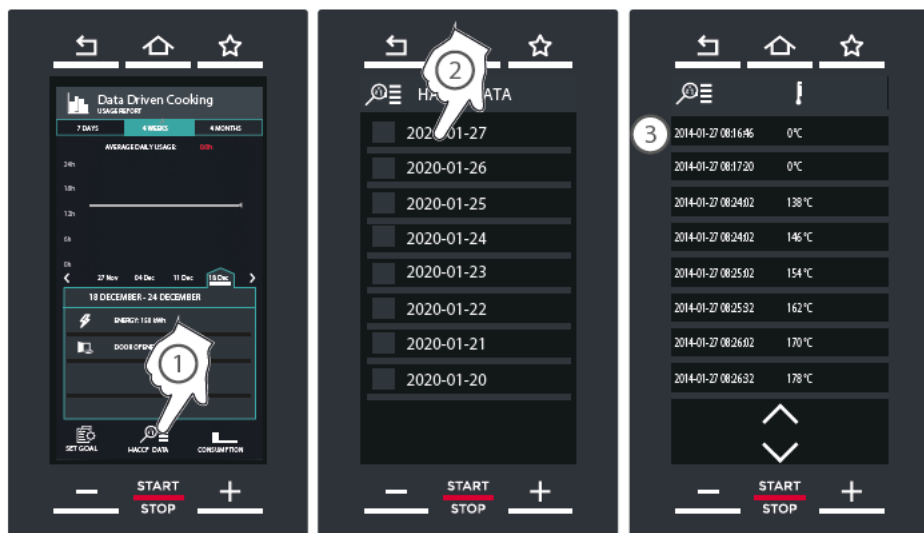 Data Driven Cooking
USAGE REPORT
7 DAYS 4 WEEKS 4 MONTHS
AVERAGE DAILY USAGE: 0.0h
24h
18h
12h
6h
0h
27 Nov 04 Dec 11 Dec 18 Dec
18 DECEMBER - 24 DECEMBER
ENERGY: 158 kWh
DOOR OPENE
1
SET GOAL HACCP DATA CONSUMPTION
START
STOP
2
HA ATA
2020-01-27
2020-01-26
2020-01-25
2020-01-24
2020-01-23
2020-01-22
2020-01-21
2020-01-20
START
STOP
3
2014-01-27 08:16:46 0°C
2014-01-27 08:17:20 0°C
2014-01-27 08:24:02 138 °C
2014-01-27 08:24:02 146 °C
2014-01-27 08:25:02 154 °C
2014-01-27 08:25:32 162 °C
2014-01-27 08:26:02 170 °C
2014-01-27 08:26:32 178 °C
START
STOP